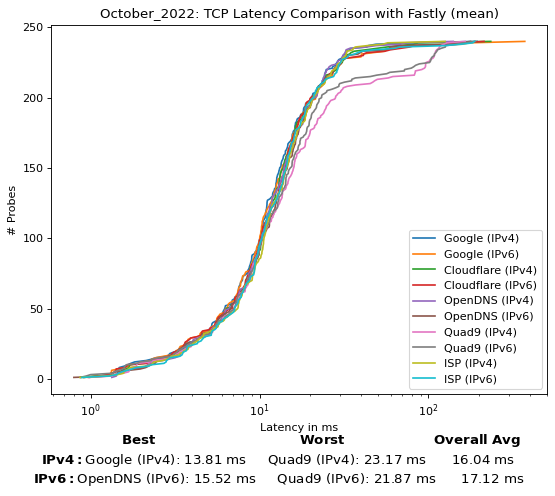 October_2022: TCP Latency Comparison with Fastly (mean)
250
200
150
100
50
0
# Probes
Google (IPv4)
Google (IPv6)
Cloudflare (IPv4)
Cloudflare (IPv6)
OpenDNS (IPv4)
OpenDNS (IPv6)
Quad9 (IPv4)
Quad9 (IPv6)
ISP (IPv4)
ISP (IPv6)
10⁰ 10¹ 10²
Latency in ms
Best Worst Overall Avg
IPv4: Google (IPv4): 13.81 ms Quad9 (IPv4): 23.17 ms 16.04 ms
IPv6: OpenDNS (IPv6): 15.52 ms Quad9 (IPv6): 21.87 ms 17.12 ms